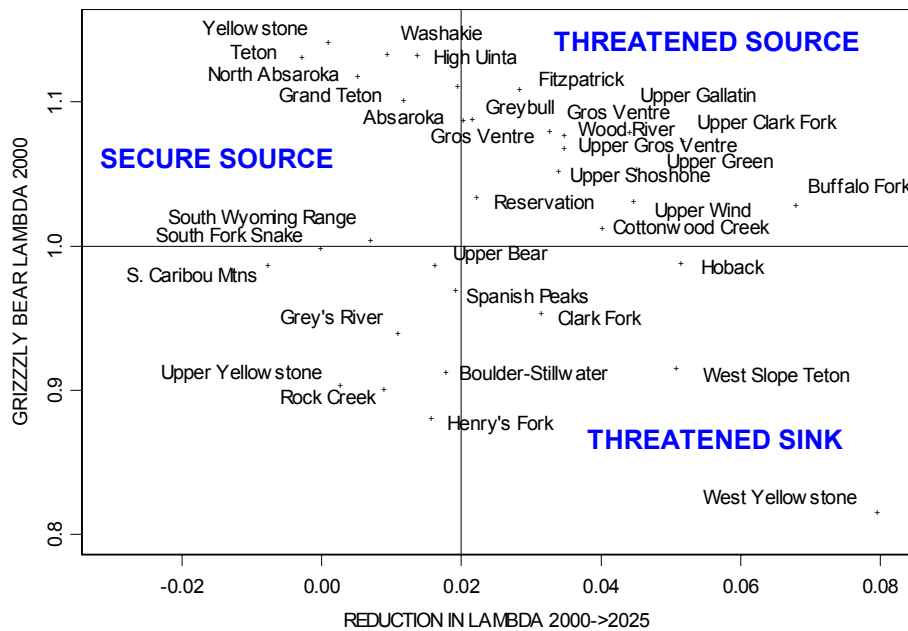 Yellowstone
Washakie
THREATENED SOURCE
Teton
High Uinta
North Absaroka
Fitzpatrick
Grand Teton
Upper Gallatin
Greybull
Gros Ventre
Absaroka
Upper Clark Fork
Gros Ventre
Wood River
Upper Gros Ventre
SECURE SOURCE
Upper Green
Upper Shoshone
Buffalo Fork
Reservation
Upper Wind
South Wyoming Range
Cottonwood Creek
South Fork Snake
Upper Bear
Hoback
S. Caribou Mtns
Spanish Peaks
Grey's River
Clark Fork
Upper Yellowstone
Boulder-Stillwater
West Slope Teton
Rock Creek
Henry's Fork
THREATENED SINK
West Yellowstone
GRIZZZLY BEAR LAMBDA 2000
1.1
1.0
0.9
0.8
-0.02 0.00 0.02 0.04 0.06 0.08
REDUCTION IN LAMBDA 2000->2025